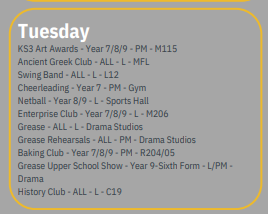 Tuesday
KS3 Art Awards - Year 7/8/9 - PM - M115
Ancient Greek Club - ALL - L - MFL
Swing Band - ALL - L - L12
Cheerleading - Year 7 - PM - Gym
Netball - Year 8/9 - L - Sports Hall
Enterprise Club - Year 7/8/9 - L - M206
Grease - ALL - L - Drama Studios
Grease Rehearsals - ALL - PM - Drama Studios
Baking Club - Year 7/8/9 - PM - R204/05
Grease Upper School Show - Year 9-Sixth Form - L/PM -
Drama
History Club - ALL - L - C19